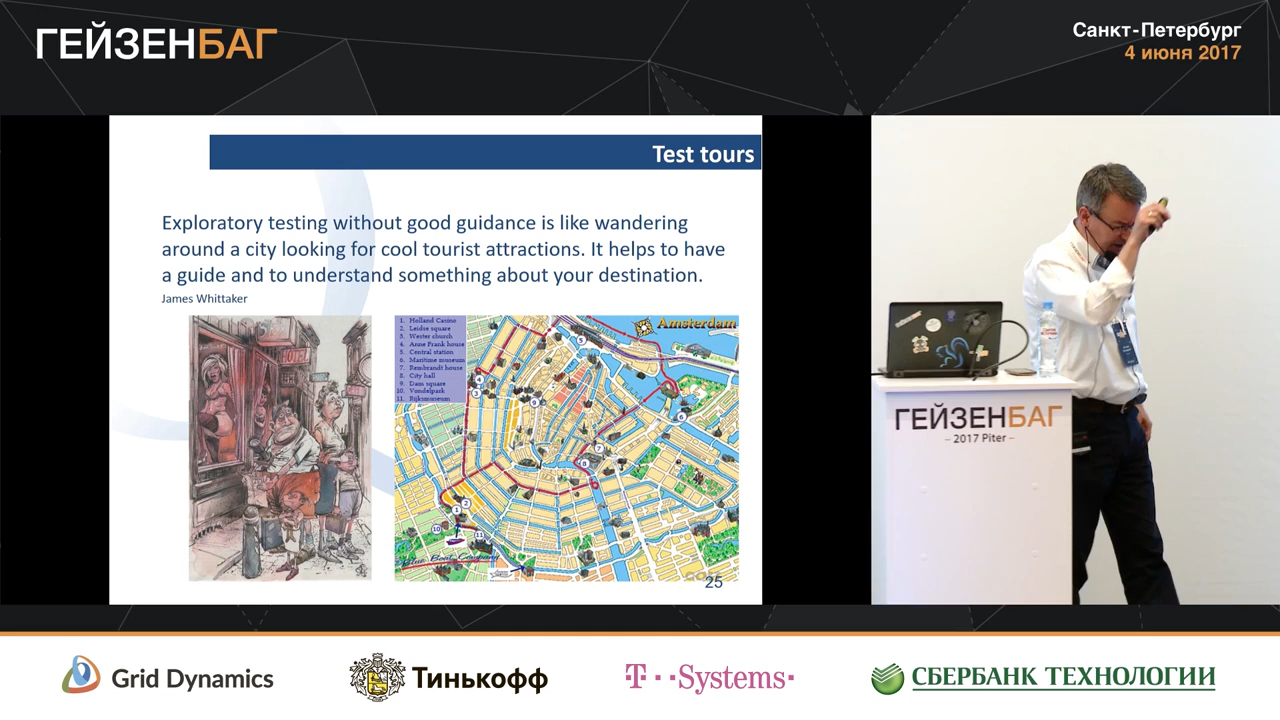 ГЕЙЗЕНБАГ
Санкт-Петербург
4 июня 2017
Test tours
Exploratory testing without good guidance is like wandering
around a city looking for cool tourist attractions. It helps to have
a guide and to understand something about your destination.
James Whittaker
HOTEL
1. Holland Casino
2. Leidse square
3. Wester church
4. Anne Frank house
5. Central station
6. Maritime museum
7. Rembrandt house
8. City hall
9. Dam square
10. Vondelpark
11. Rijksmuseum
Amsterdam
25
ГЕЙЗЕНБАГ
– 2017 Piter –
Grid Dynamics
Тинькофф
T··Systems·
СБЕРБАНК ТЕХНОЛОГИИ